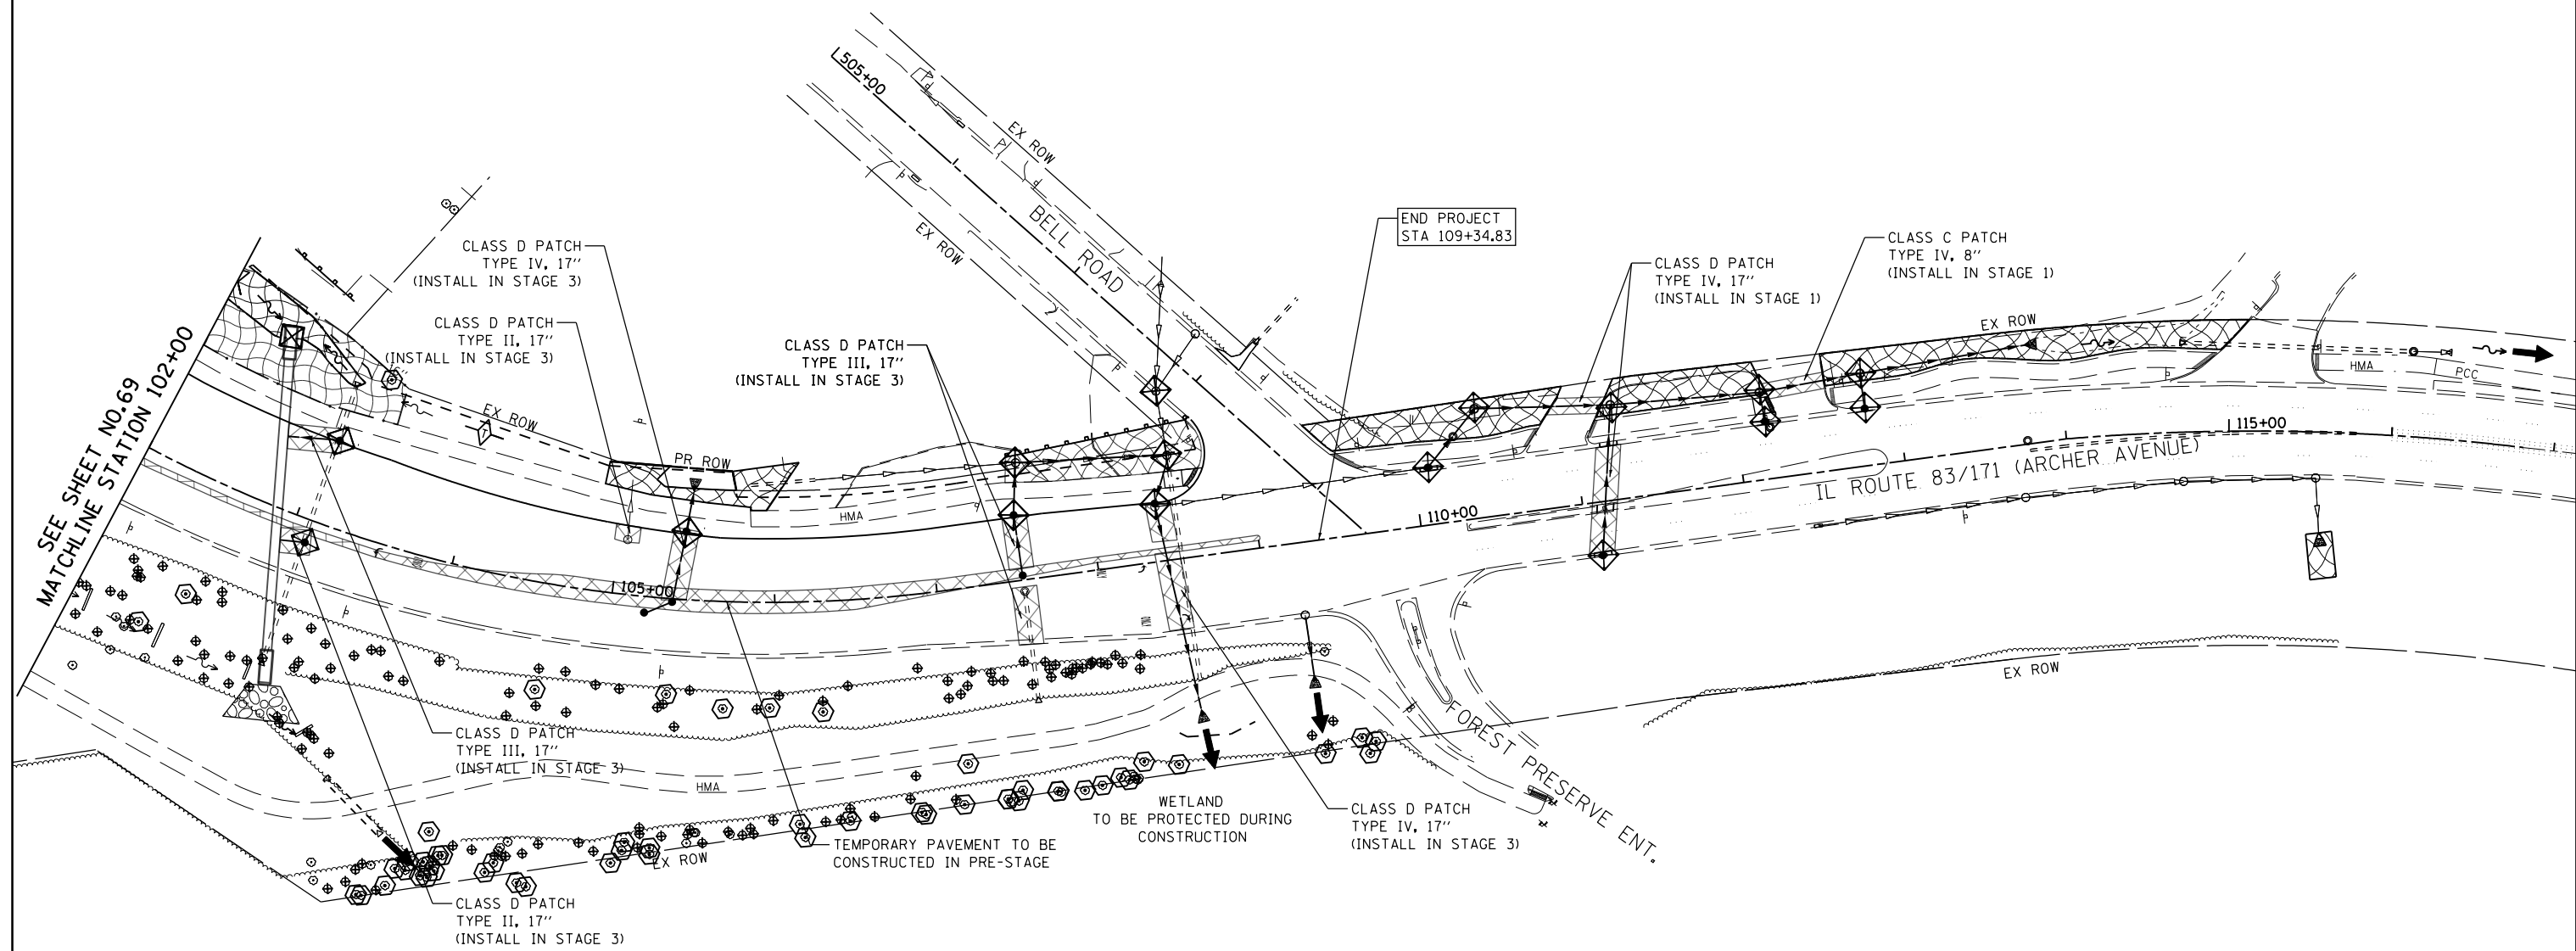 505+00
EX ROW
BELL ROAD
EX ROW
END PROJECT
STA 109+34.83
CLASS D PATCH
TYPE IV, 17''
(INSTALL IN STAGE 3)
CLASS D PATCH
TYPE II, 17''
(INSTALL IN STAGE 3)
CLASS D PATCH
TYPE III, 17''
(INSTALL IN STAGE 3)
CLASS D PATCH
TYPE IV, 17''
(INSTALL IN STAGE 1)
CLASS C PATCH
TYPE IV, 8''
(INSTALL IN STAGE 1)
SEE SHEET NO.69
MATCHLINE STATION 102+00
EX ROW
EX ROW
HMA
PCC
115+00
IL ROUTE 83/171 (ARCHER AVENUE)
PR ROW
HMA
110+00
105+00
EX ROW
FOREST PRESERVE ENT.
CLASS D PATCH
TYPE III, 17''
(INSTALL IN STAGE 3)
HMA
WETLAND
TO BE PROTECTED DURING
CONSTRUCTION
CLASS D PATCH
TYPE IV, 17''
(INSTALL IN STAGE 3)
TEMPORARY PAVEMENT TO BE
CONSTRUCTED IN PRE-STAGE
EX ROW
CLASS D PATCH
TYPE II, 17''
(INSTALL IN STAGE 3)